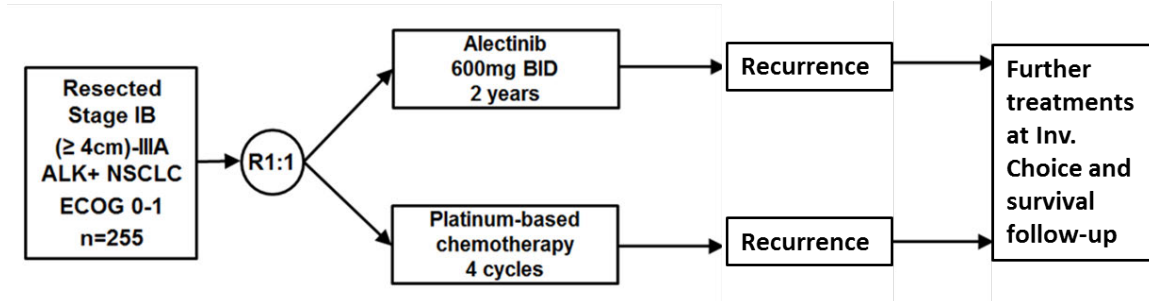 Resected
Stage IB
(≥ 4cm)-IIIA
ALK+ NSCLC
ECOG 0-1
n=255
R1:1
Alectinib
600mg BID
2 years
Recurrence
Platinum-based
chemotherapy
4 cycles
Recurrence
Further
treatments
at Inv.
Choice and
survival
follow-up